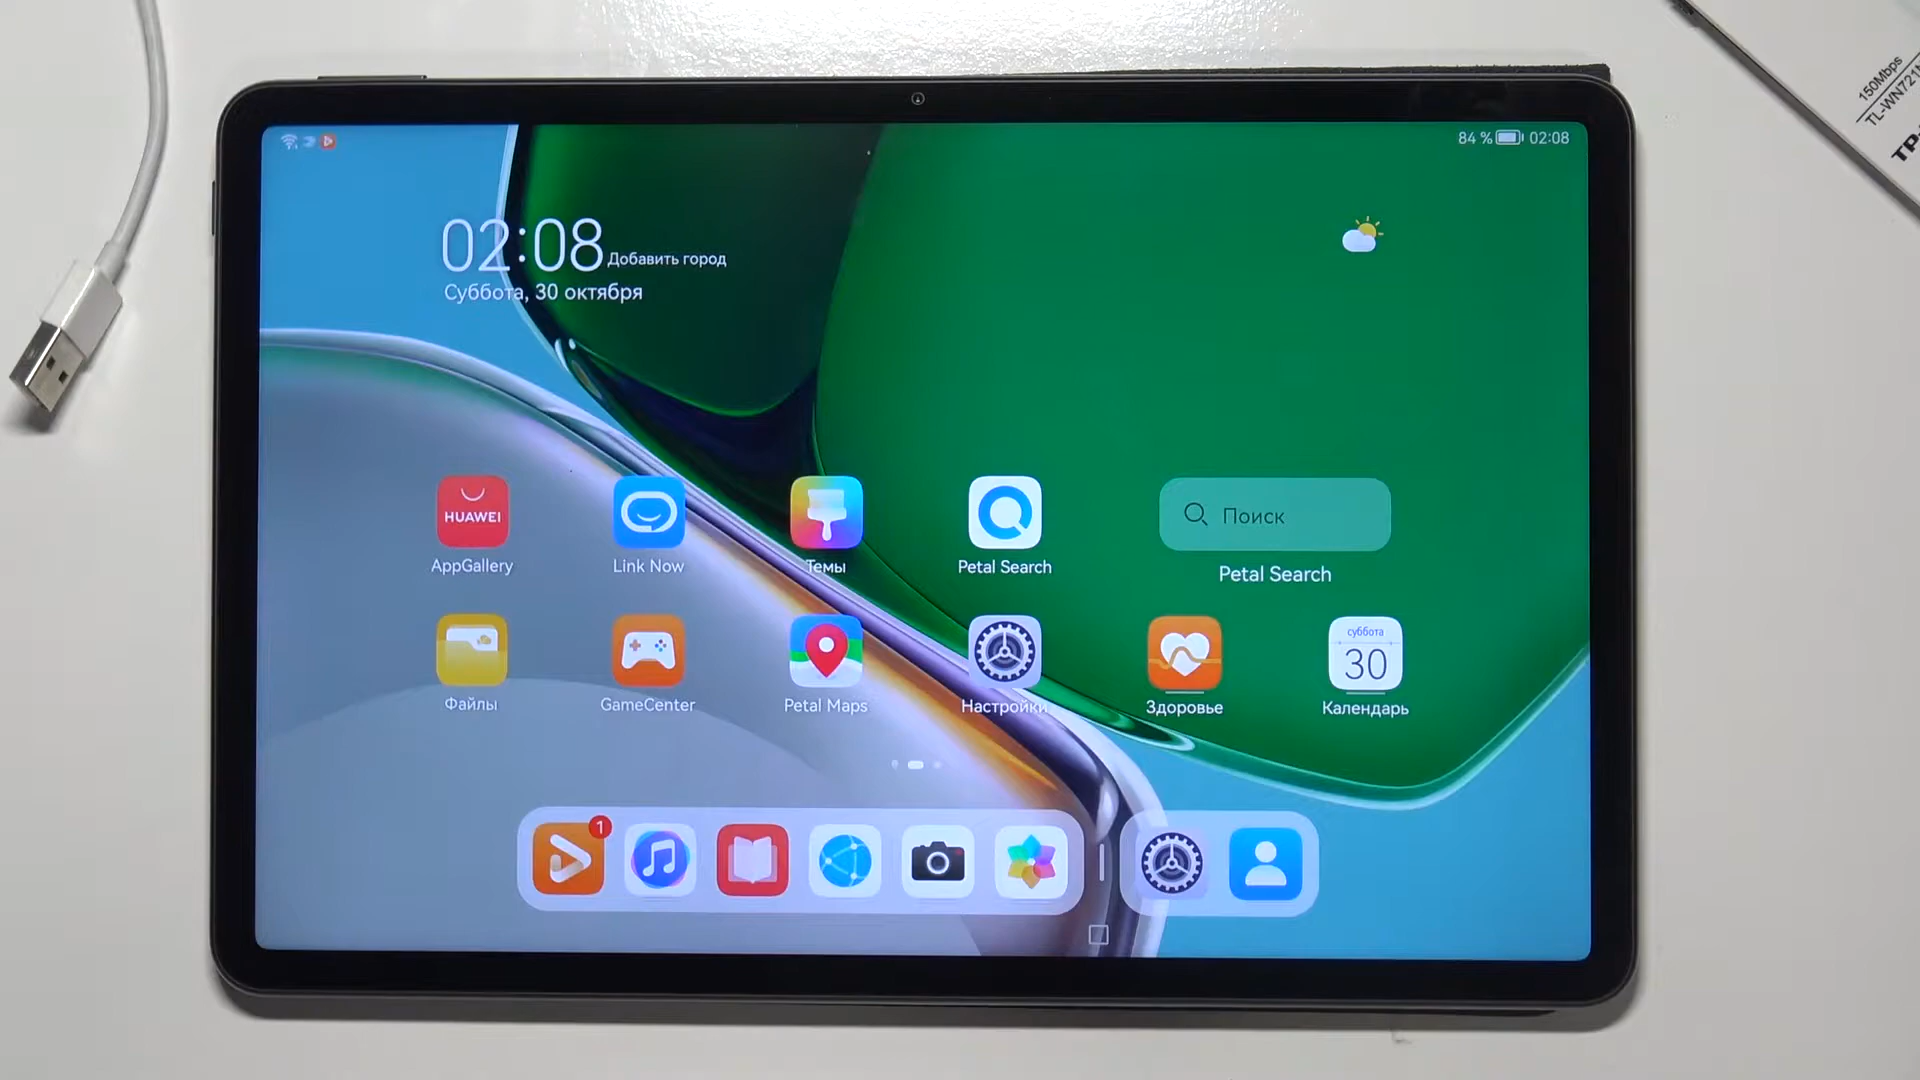 84 % 02:08
02:08 Добавить город
Суббота, 30 октября
HUAWEI
AppGallery
Link Now
Темы
Petal Search
Поиск
Petal Search
Файлы
GameCenter
Petal Maps
Настройки
Здоровье
суббота
30
Календарь
1
150Mbps